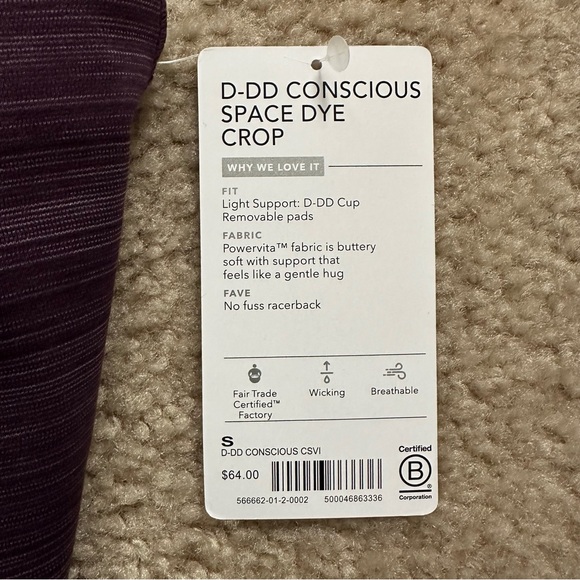 D-DD CONSCIOUS
SPACE DYE
CROP
WHY WE LOVE IT
FIT
Light Support: D-DD Cup
Removable pads
FABRIC
Powervita™ fabric is buttery
soft with support that
feels like a gentle hug
FAVE
No fuss racerback
Fair Trade
Certified™
Factory
Wicking
Breathable
S
D-DD CONSCIOUS CSVI
$64.00
566662-01-2-0002
500046863336
Certified
B
®
Corporation